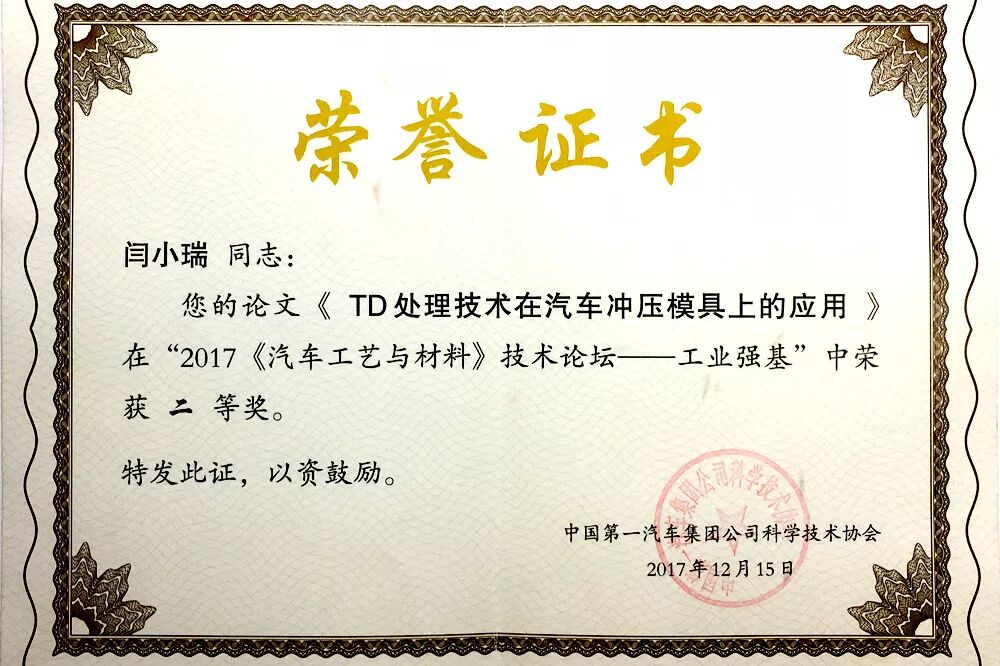 荣誉证书
闫小瑞 同志：
您的论文《 TD处理技术在汽车冲压模具上的应用 》
在“2017《汽车工艺与材料》技术论坛——工业强基”中荣
获 二 等奖。
特发此证，以资鼓励。
中国第一汽车集团公司科学技术协会
2017年12月15日